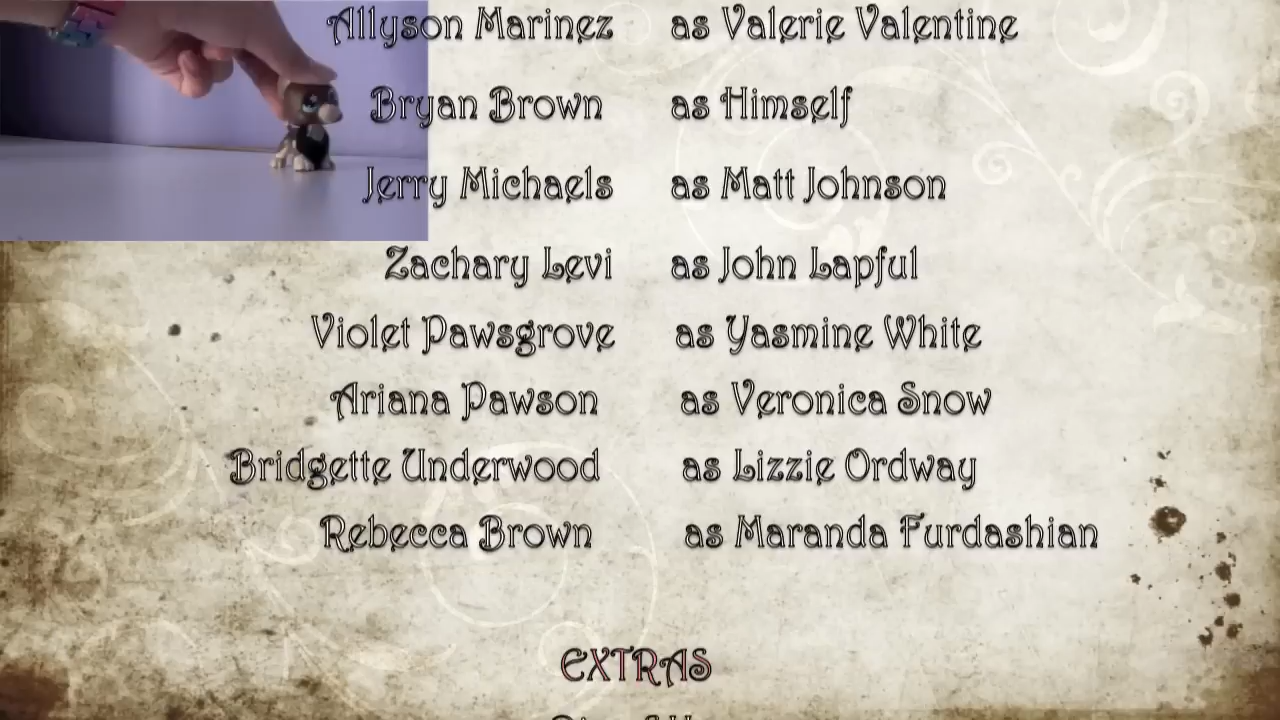 Allyson Marinez as Valerie Valentine
Bryan Brown as Himself
Jerry Michaels as Matt Johnson
Zachary Levi as John Lapful
Violet Pawsgrove as Yasmine White
Ariana Pawson as Veronica Snow
Bridgette Underwood as Lizzie Ordway
Rebecca Brown as Maranda Furdashian
EXTRAS